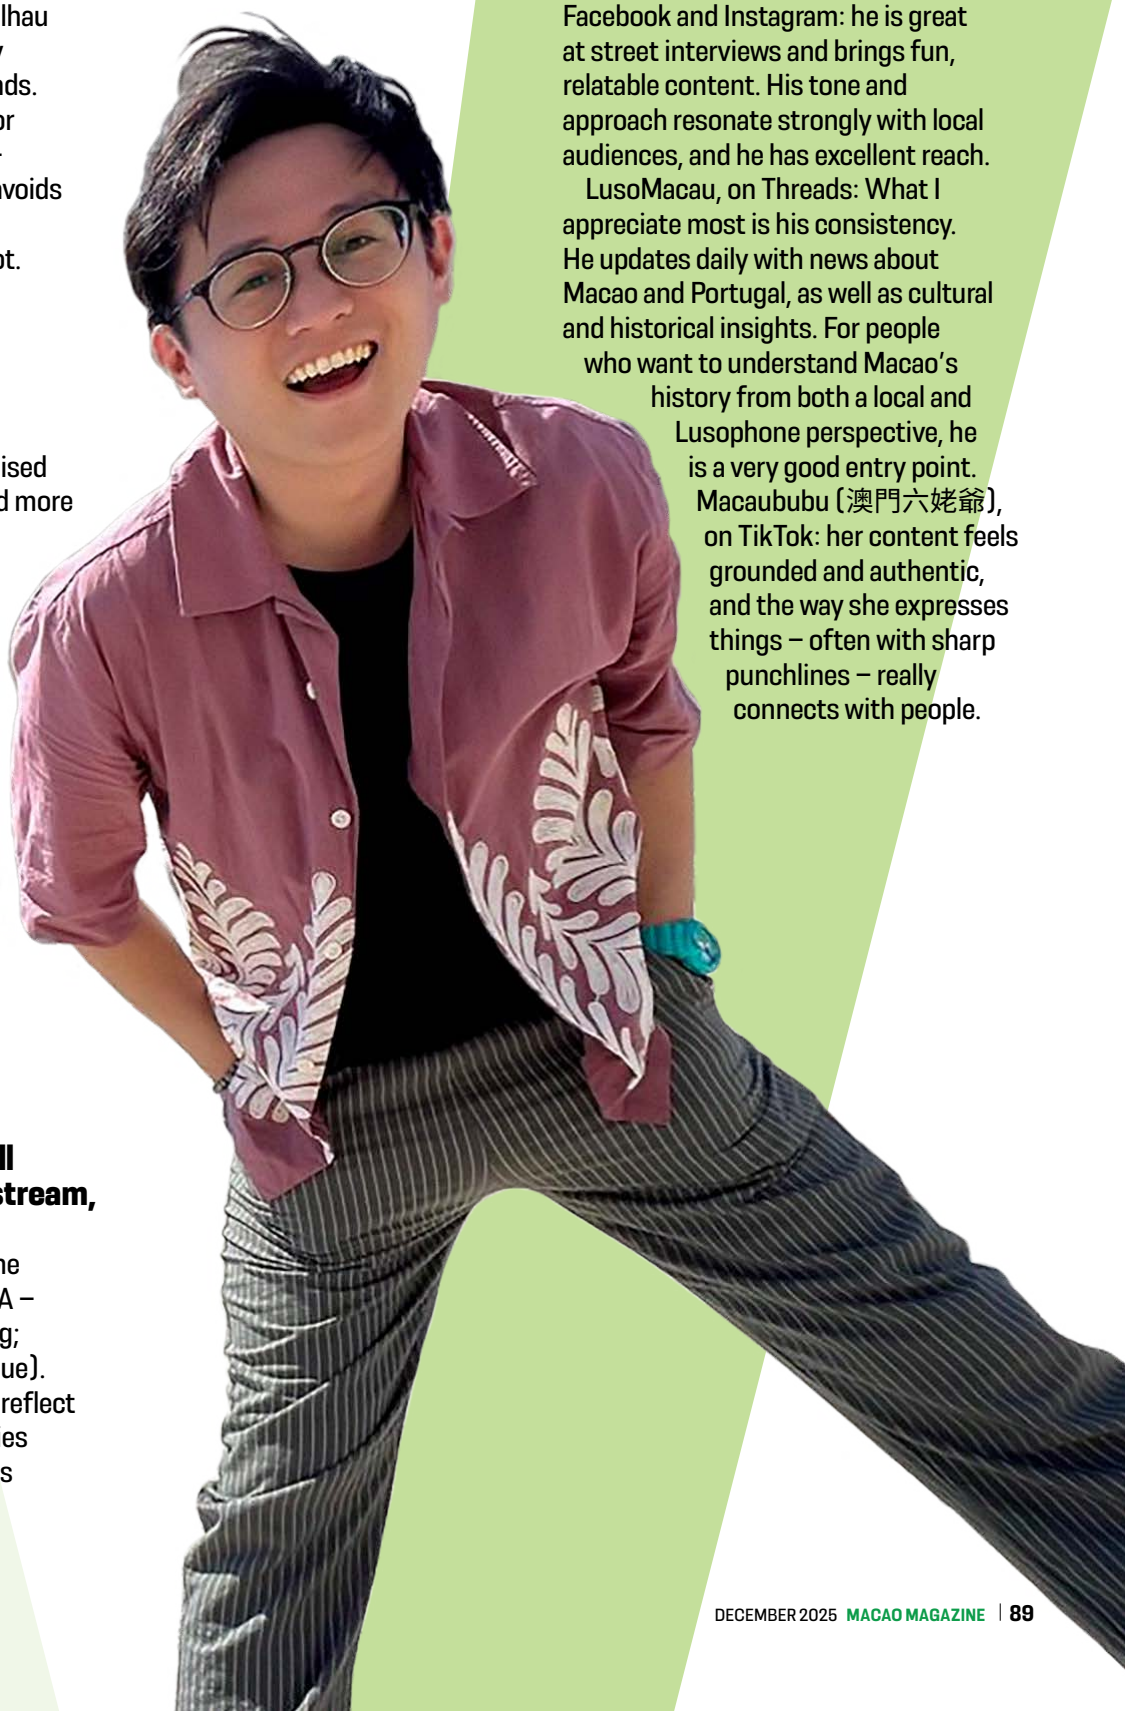 lhau
ds.
or
avoids
ot.
ised
d more
ll
stream,
ne
A –
g;
ue).
reflect
ies
s
Facebook and Instagram: he is great
at street interviews and brings fun,
relatable content. His tone and
approach resonate strongly with local
audiences, and he has excellent reach.
LusoMacau, on Threads: What I
appreciate most is his consistency.
He updates daily with news about
Macao and Portugal, as well as cultural
and historical insights. For people
who want to understand Macao's
history from both a local and
Lusophone perspective, he
is a very good entry point.
Macaububu (澳門六姥爺),
on TikTok: her content feels
grounded and authentic,
and the way she expresses
things – often with sharp
punchlines – really
connects with people.
DECEMBER 2025 MACAO MAGAZINE | 89